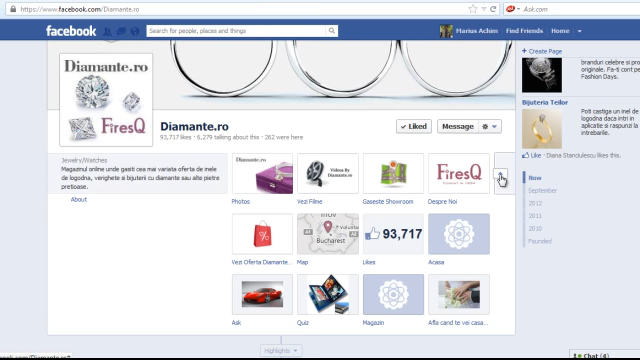 https://www.facebook.com/Diamante.ro
Ask.com
facebook
Search for people, places and things
Marius Achim
Find Friends
Home
Diamante.ro
FiresQ
Diamante.ro
93,717 likes · 6,279 talking about this · 262 were here
Liked
Message
Jewelry/Watches
Magazinul online unde gasiti cea mai variata oferta de inele
de logodna, verighete si bijuterii cu diamante sau alte pietre
pretioase.
About
Diamante.ro
Photos
Videos By
Diamante.ro
Vezi Filme
Gaseste Showroom
FiresQ
Despre Noi
%
Vezi Oferta Diamante...
Bucharest
Map
93,717
Likes
Acasa
Ask
Quiz
Magazin
Afla cand te vei casa...
Highlights
+ Create Page
branduri celebre si pro
originale. Fa-ti cont pe
Fashion Days.
Bijuteria Teilor
Poti castiga un inel de
logodna daca intri in
aplicatie si raspunzi la
intrebarile.
Like · Diana Standulescu likes this.
Now
September
2012
2011
2010
Founded
Chat (4)